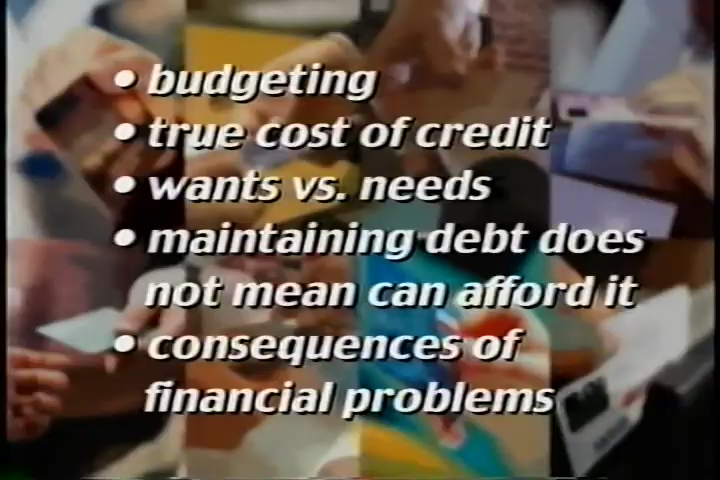 • budgeting
• true cost of credit
• wants vs. needs
• maintaining debt does
not mean can afford it
• consequences of
financial problems